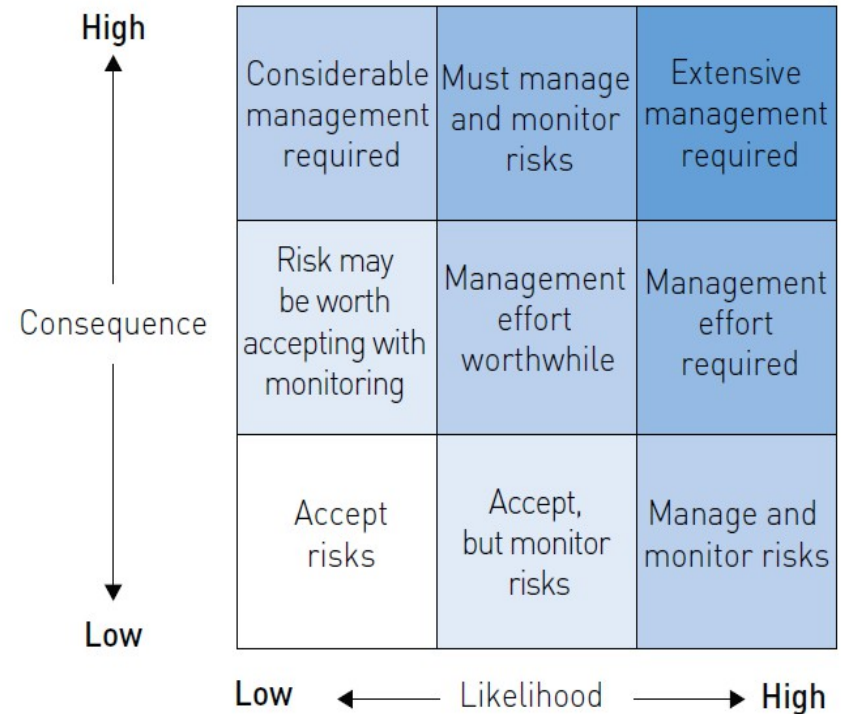 High
Considerable
management
required
Must manage
and monitor
risks
Extensive
management
required
Consequence
Risk may
be worth
accepting with
monitoring
Management
effort
worthwhile
Management
effort
required
Accept
risks
Accept,
but monitor
risks
Manage and
monitor risks
Low
Low Likelihood High